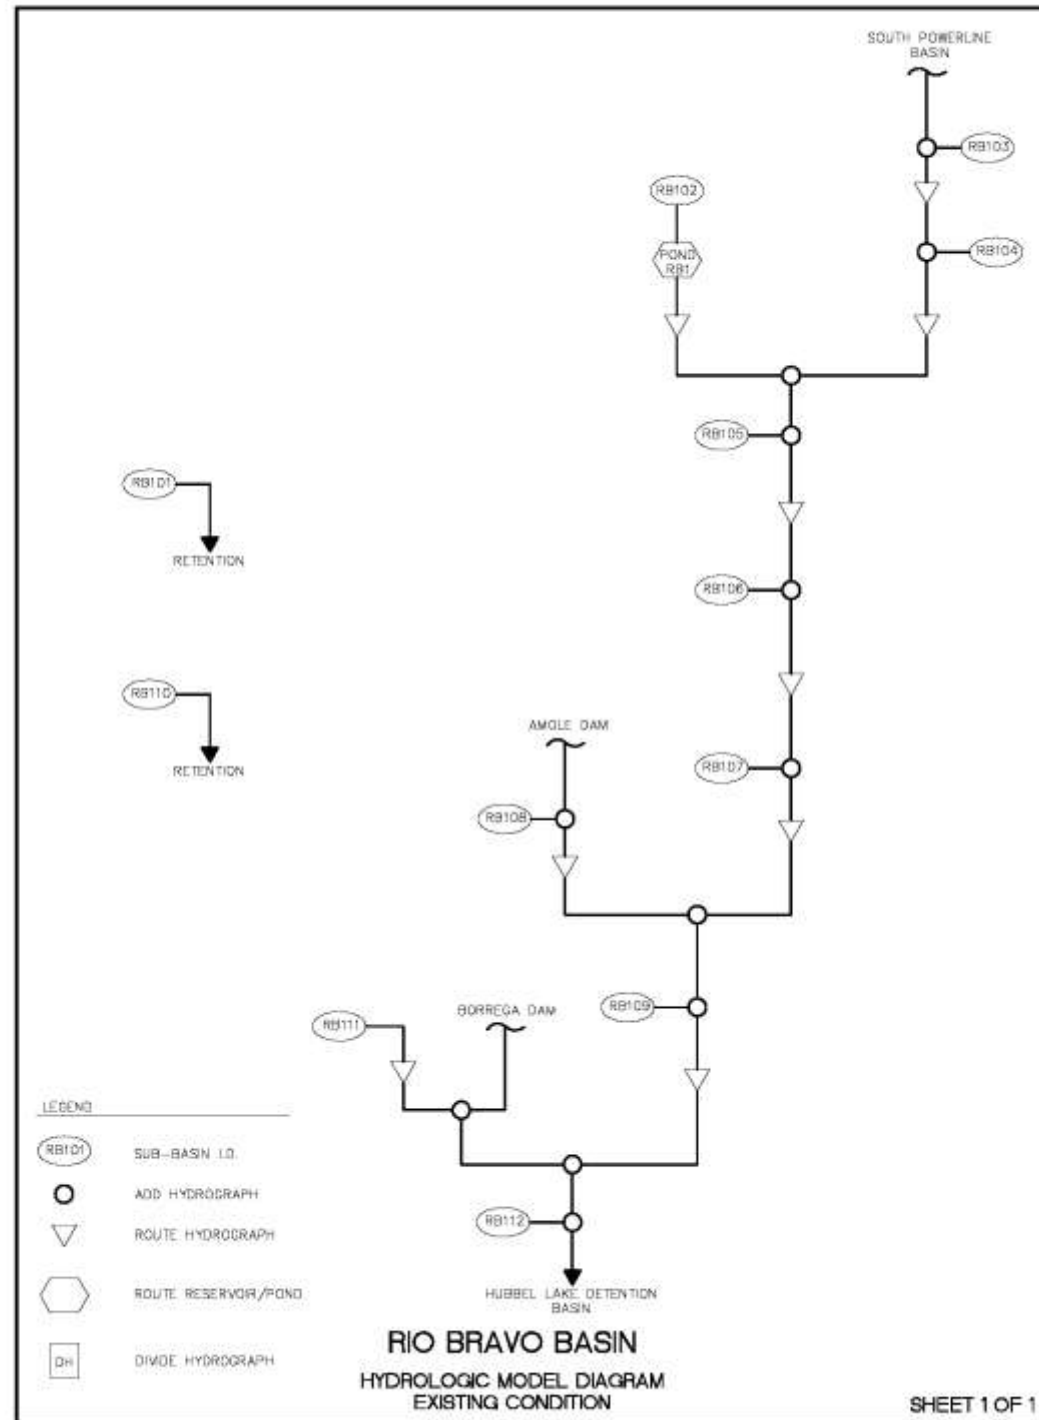 SOUTH POWERLINE
BASIN
RB103
RB102
RB104
POND
RB1
RB105
RB101
RETENTION
RB106
RB110
RETENTION
AMOLE DAM
RB107
RB108
RB109
BORREGA DAM
RB111
LEGEND
RB101
SUB-BASIN I.D.
ADD HYDROGRAPH
ROUTE HYDROGRAPH
RB112
ROUTE RESERVOIR/POND
HUBBEL LAKE DETENTION
BASIN
DH
DIVIDE HYDROGRAPH
RIO BRAVO BASIN
HYDROLOGIC MODEL DIAGRAM
EXISTING CONDITION
SHEET 1 OF 1